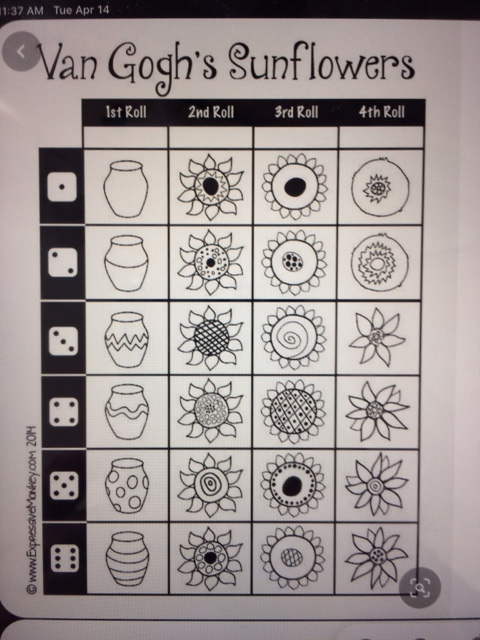 11:37 AM Tue Apr 14
Van Gogh's Sunflowers
1st Roll 2nd Roll 3rd Roll 4th Roll
© www.ExpressiveMonkey.com 2014